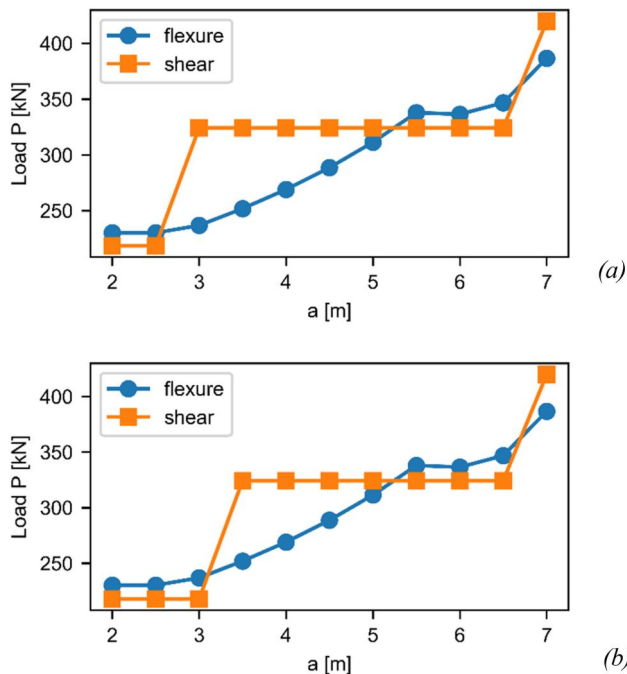 400
350
300
250
Load P [kN]
flexure
shear
2 3 4 5 6 7
a [m]
(a)
400
350
300
250
Load P [kN]
flexure
shear
2 3 4 5 6 7
a [m]
(b)